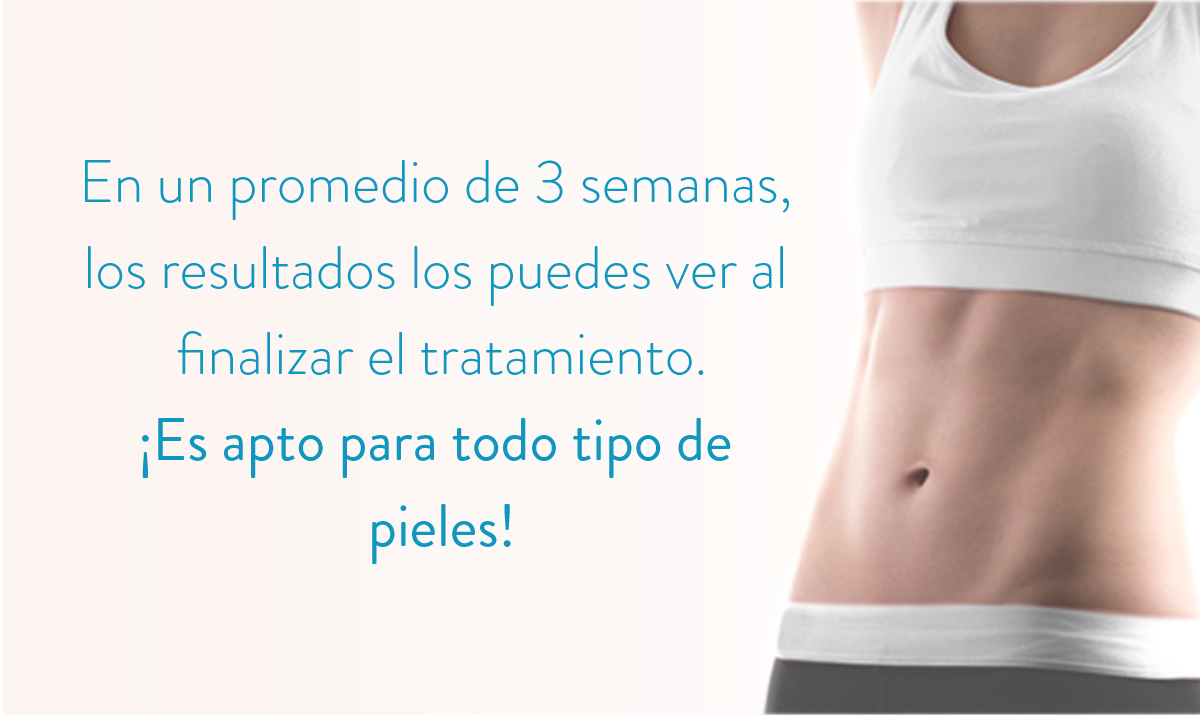 En un promedio de 3 semanas,
los resultados los puedes ver al
finalizar el tratamiento.
¡Es apto para todo tipo de
pieles!